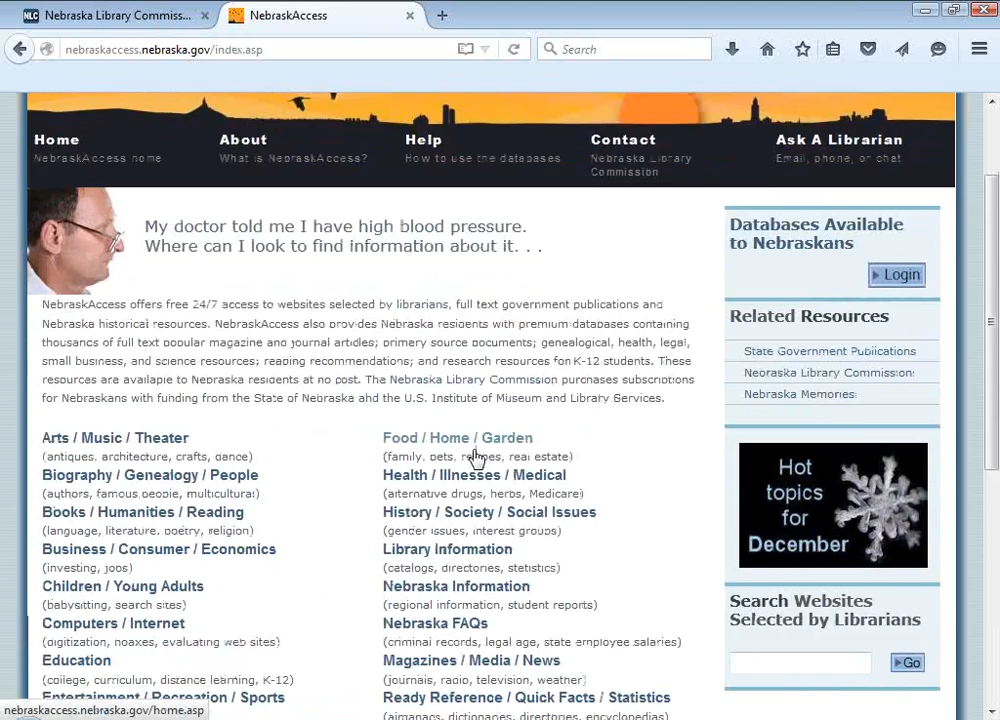 NLC Nebraska Library Commiss...
NebraskAccess
nebraskaccess.nebraska.gov/index.asp
Search
Home
NebraskAccess home
About
What is NebraskAccess?
Help
How to use the databases
Contact
Nebraska Library
Commission
Ask A Librarian
Email, phone, or chat
My doctor told me I have high blood pressure.
Where can I look to find information about it. . .
NebraskAccess offers free 24/7 access to websites selected by librarians, full text government publications and
Nebraska historical resources. NebraskAccess also provides Nebraska residents with premium databases containing
thousands of full text popular magazine and journal articles; primary source documents; genealogical, health, legal,
small business, and science resources; reading recommendations; and research resources for K-12 students. These
resources are available to Nebraska residents at no cost. The Nebraska Library Commission purchases subscriptions
for Nebraskans with funding from the State of Nebraska and the U.S. Institute of Museum and Library Services.
Arts / Music / Theater
(antiques, architecture, crafts, dance)
Biography / Genealogy / People
(authors, famous people, multicultural)
Books / Humanities / Reading
(language, literature, poetry, religion)
Business / Consumer / Economics
(investing, jobs)
Children / Young Adults
(babysitting, search sites)
Computers / Internet
(digitization, hoaxes, evaluating web sites)
Education
(college, curriculum, distance learning, K-12)
Entertainment / Recreation / Sports
Food / Home / Garden
(family, pets, recipes, real estate)
Health / Illnesses / Medical
(alternative drugs, herbs, Medicare)
History / Society / Social Issues
(gender issues, interest groups)
Library Information
(catalogs, directories, statistics)
Nebraska Information
(regional information, student reports)
Nebraska FAQs
(criminal records, legal age, state employee salaries)
Magazines / Media / News
(journals, radio, television, weather)
Ready Reference / Quick Facts / Statistics
(almanacs, dictionaries, directories, encyclopedias)
Databases Available
to Nebraskans
Login
Related Resources
State Government Publications
Nebraska Library Commission
Nebraska Memories
Hot
topics
for
December
Search Websites
Selected by Librarians
Go
nebraskaccess.nebraska.gov/home.asp